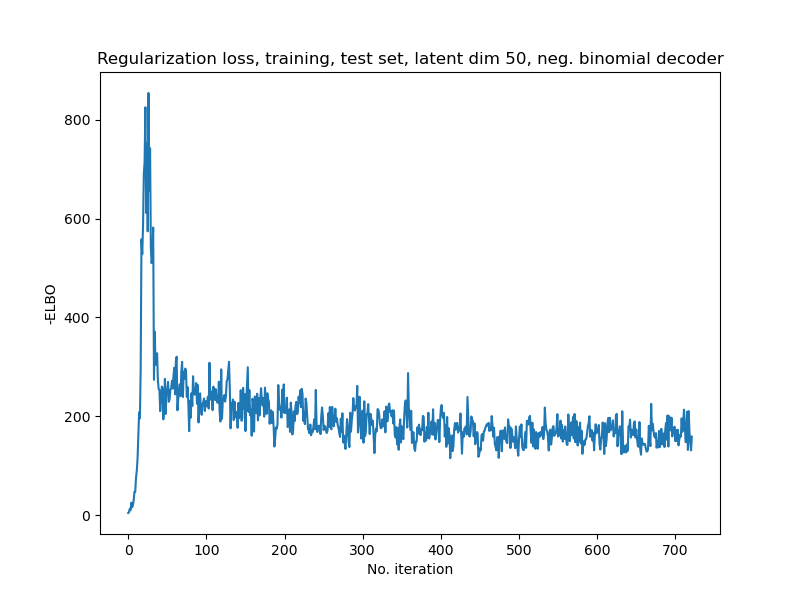 Regularization loss, training, test set, latent dim 50, neg. binomial decoder
800
600
400
200
0
-ELBO
0 100 200 300 400 500 600 700
No. iteration